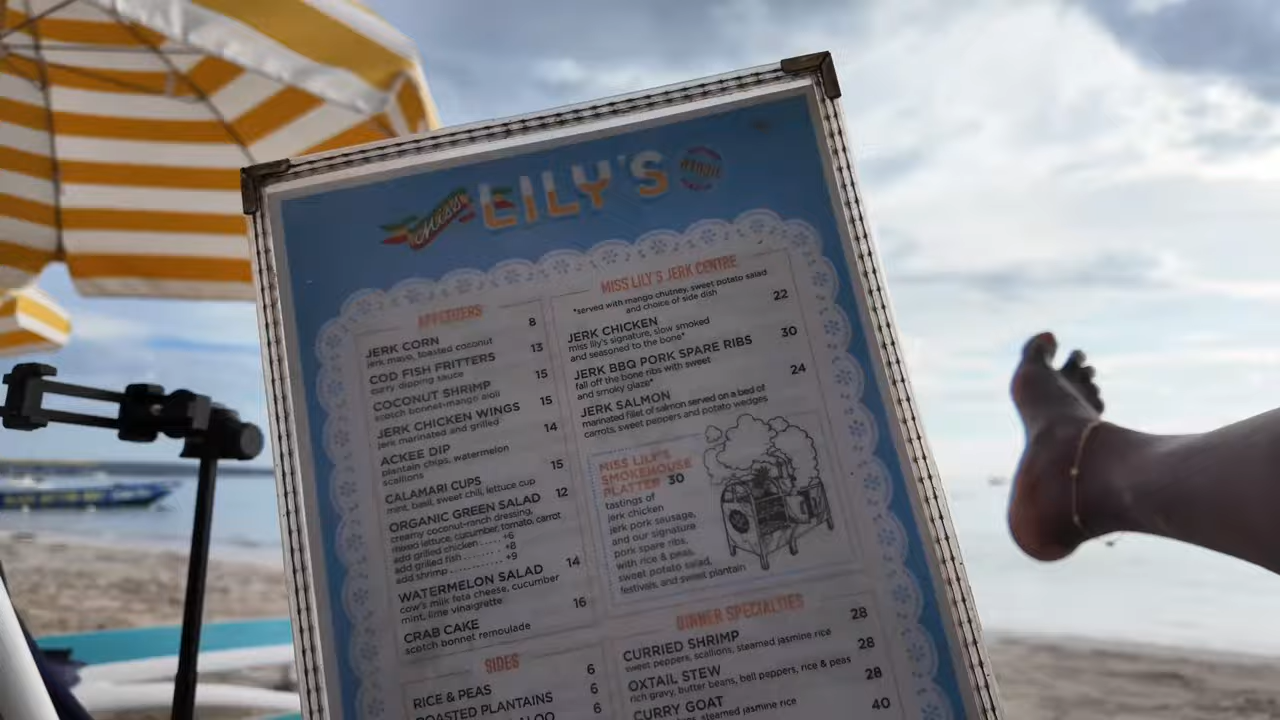 Miss LILY'S
APPETIZERS
JERK CORN 8
jerk mayo, toasted coconut
COD FISH FRITTERS 13
curry dipping sauce
COCONUT SHRIMP 15
scotch bonnet-mango aioli
JERK CHICKEN WINGS 15
jerk marinated and grilled
ACKEE DIP 14
plantain chips, watermelon
scallions
CALAMARI CUPS 15
mint, basil, sweet chili, lettuce cup
ORGANIC GREEN SALAD 12
creamy coconut-ranch dressing,
mixed lettuce, cucumber, tomato, carrot
add grilled chicken ........ +6
add grilled fish ............ +8
add shrimp ............... +9
WATERMELON SALAD 14
cow's milk feta cheese, cucumber
mint, lime vinaigrette
CRAB CAKE 16
scotch bonnet remoulade
SIDES
RICE & PEAS 6
ROASTED PLANTAINS 6
6
MISS LILY'S JERK CENTRE
*served with mango chutney, sweet potato salad
and choice of side dish
JERK CHICKEN 22
miss lily's signature, slow smoked
and seasoned to the bone*
JERK BBQ PORK SPARE RIBS 30
fall off the bone ribs with sweet
and smoky glaze*
JERK SALMON 24
marinated fillet of salmon served on a bed of
carrots, sweet peppers and potato wedges
MISS LILY'S
SMOKEHOUSE
PLATTER 30
tastings of
jerk chicken
jerk pork sausage,
and our signature
pork spare ribs,
with rice & peas,
sweet potato salad,
festivals, and sweet plantain
DINNER SPECIALTIES
CURRIED SHRIMP 28
sweet peppers, scallions, steamed jasmine rice
OXTAIL STEW 28
rich gravy, butter beans, bell peppers, rice & peas
CURRY GOAT 28
steamed jasmine rice
40